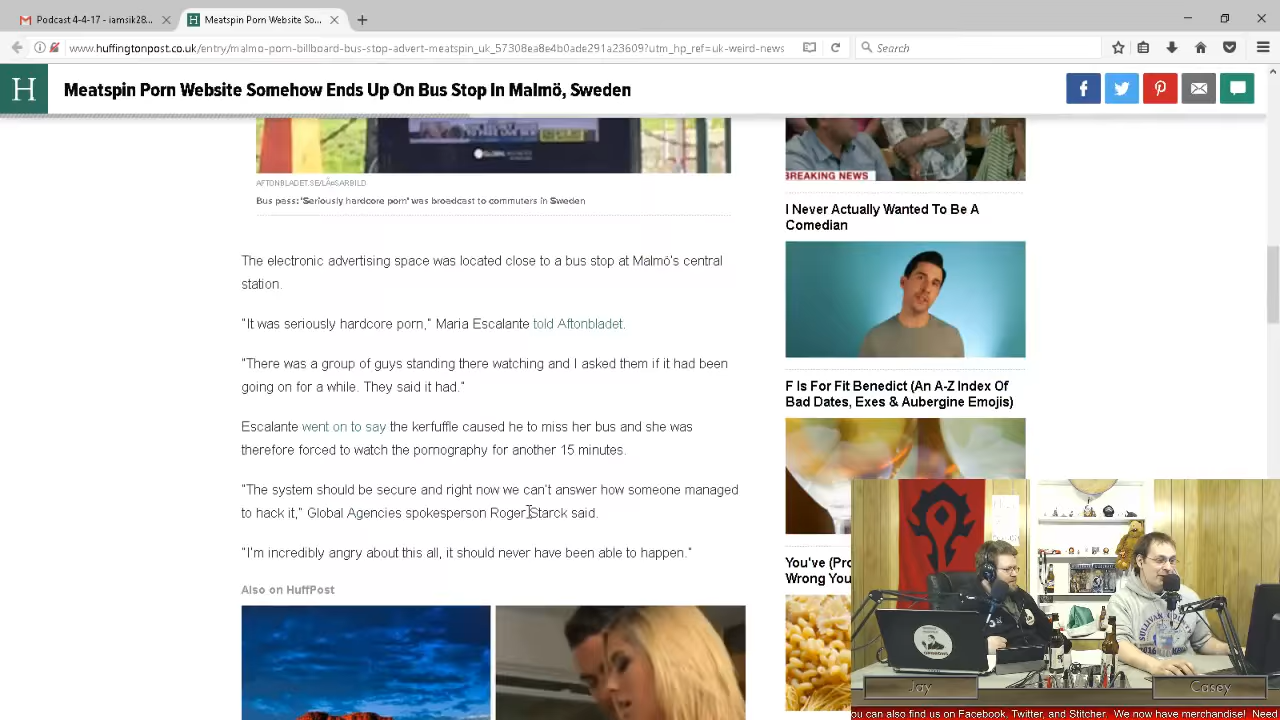 Podcast 4-4-17 - iamsik28...
Meatspin Porn Website So...
www.huffingtonpost.co.uk/entry/malmo-porn-billboard-bus-stop-advert-meatspin_uk_57308ea8e4b0ade291a23609?utm_hp_ref=uk-weird-news
Search
H
Meatspin Porn Website Somehow Ends Up On Bus Stop In Malmö, Sweden
AFTONBLADET.SE/LÃ¤SARBILD
Bus pass: 'Seriously hardcore porn' was broadcast to commuters in Sweden
The electronic advertising space was located close to a bus stop at Malmö's central
station.
"It was seriously hardcore porn," Maria Escalante told Aftonbladet.
"There was a group of guys standing there watching and I asked them if it had been
going on for a while. They said it had."
Escalante went on to say the kerfuffle caused he to miss her bus and she was
therefore forced to watch the pornography for another 15 minutes.
"The system should be secure and right now we can't answer how someone managed
to hack it," Global Agencies spokesperson Roger Starck said.
"I'm incredibly angry about this all, it should never have been able to happen."
Also on HuffPost
BREAKING NEWS
I Never Actually Wanted To Be A
Comedian
F Is For Fit Benedict (An A-Z Index Of
Bad Dates, Exes & Aubergine Emojis)
You've (Pro
Wrong You
Jay
Casey
ou can also find us on Facebook, Twitter, and Stitcher. We now have merchandise! Need